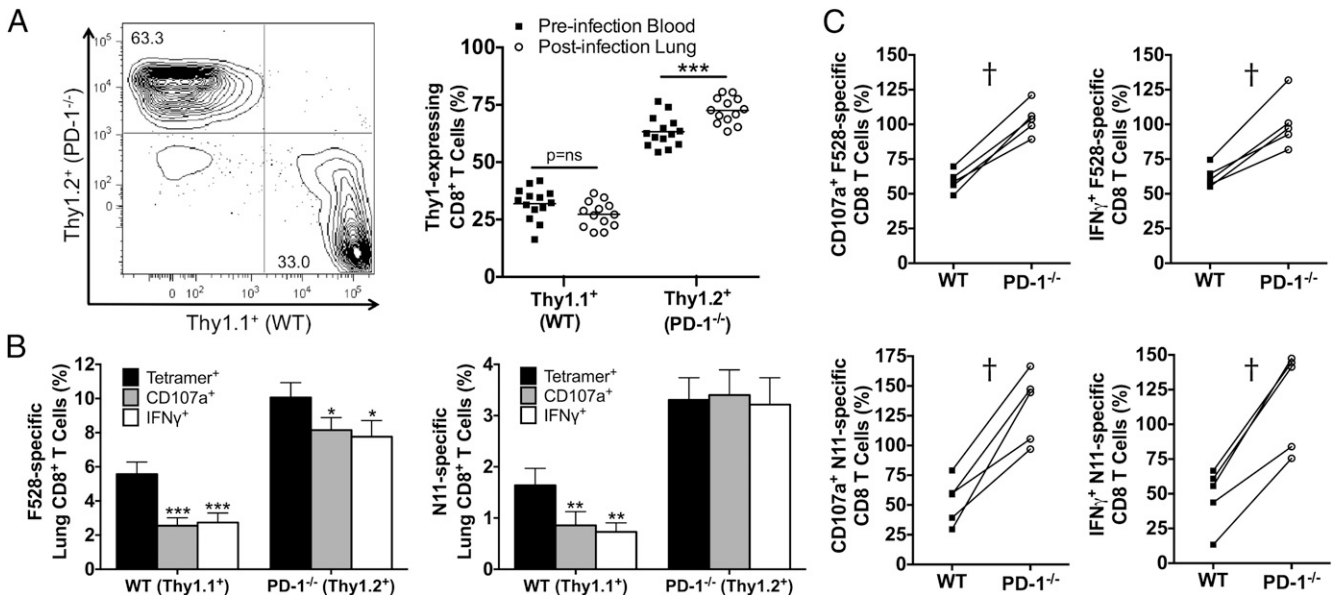 A
63.3
33.0
10⁵
10⁴
10³
10²
0
0 10² 10³ 10⁴ 10⁵
Thy1.2⁺ (PD-1⁻/⁻)
Thy1.1⁺ (WT)
■ Pre-infection Blood
○ Post-infection Lung
Thy1-expressing
CD8⁺ T Cells (%)
100
75
50
25
0
p=ns
***
Thy1.1⁺
(WT)
Thy1.2⁺
(PD-1⁻/⁻)
B
F528-specific
Lung CD8⁺ T Cells (%)
12
10
8
6
4
2
0
Tetramer⁺
CD107a⁺
IFNγ⁺
*** ***
* *
WT (Thy1.1⁺) PD-1⁻/⁻ (Thy1.2⁺)
N11-specific
Lung CD8⁺ T Cells (%)
4
3
2
1
0
Tetramer⁺
CD107a⁺
IFNγ⁺
** **
WT (Thy1.1⁺) PD-1⁻/⁻ (Thy1.2⁺)
C
CD107a⁺ F528-specific
CD8 T Cells (%)
150
125
100
75
50
25
0
†
WT PD-1⁻/⁻
IFNγ⁺ F528-specific
CD8 T Cells (%)
150
125
100
75
50
25
0
†
WT PD-1⁻/⁻
CD107a⁺ N11-specific
CD8 T Cells (%)
175
150
125
100
75
50
25
0
†
WT PD-1⁻/⁻
IFNγ⁺ N11-specific
CD8 T Cells (%)
150
125
100
75
50
25
0
†
WT PD-1⁻/⁻